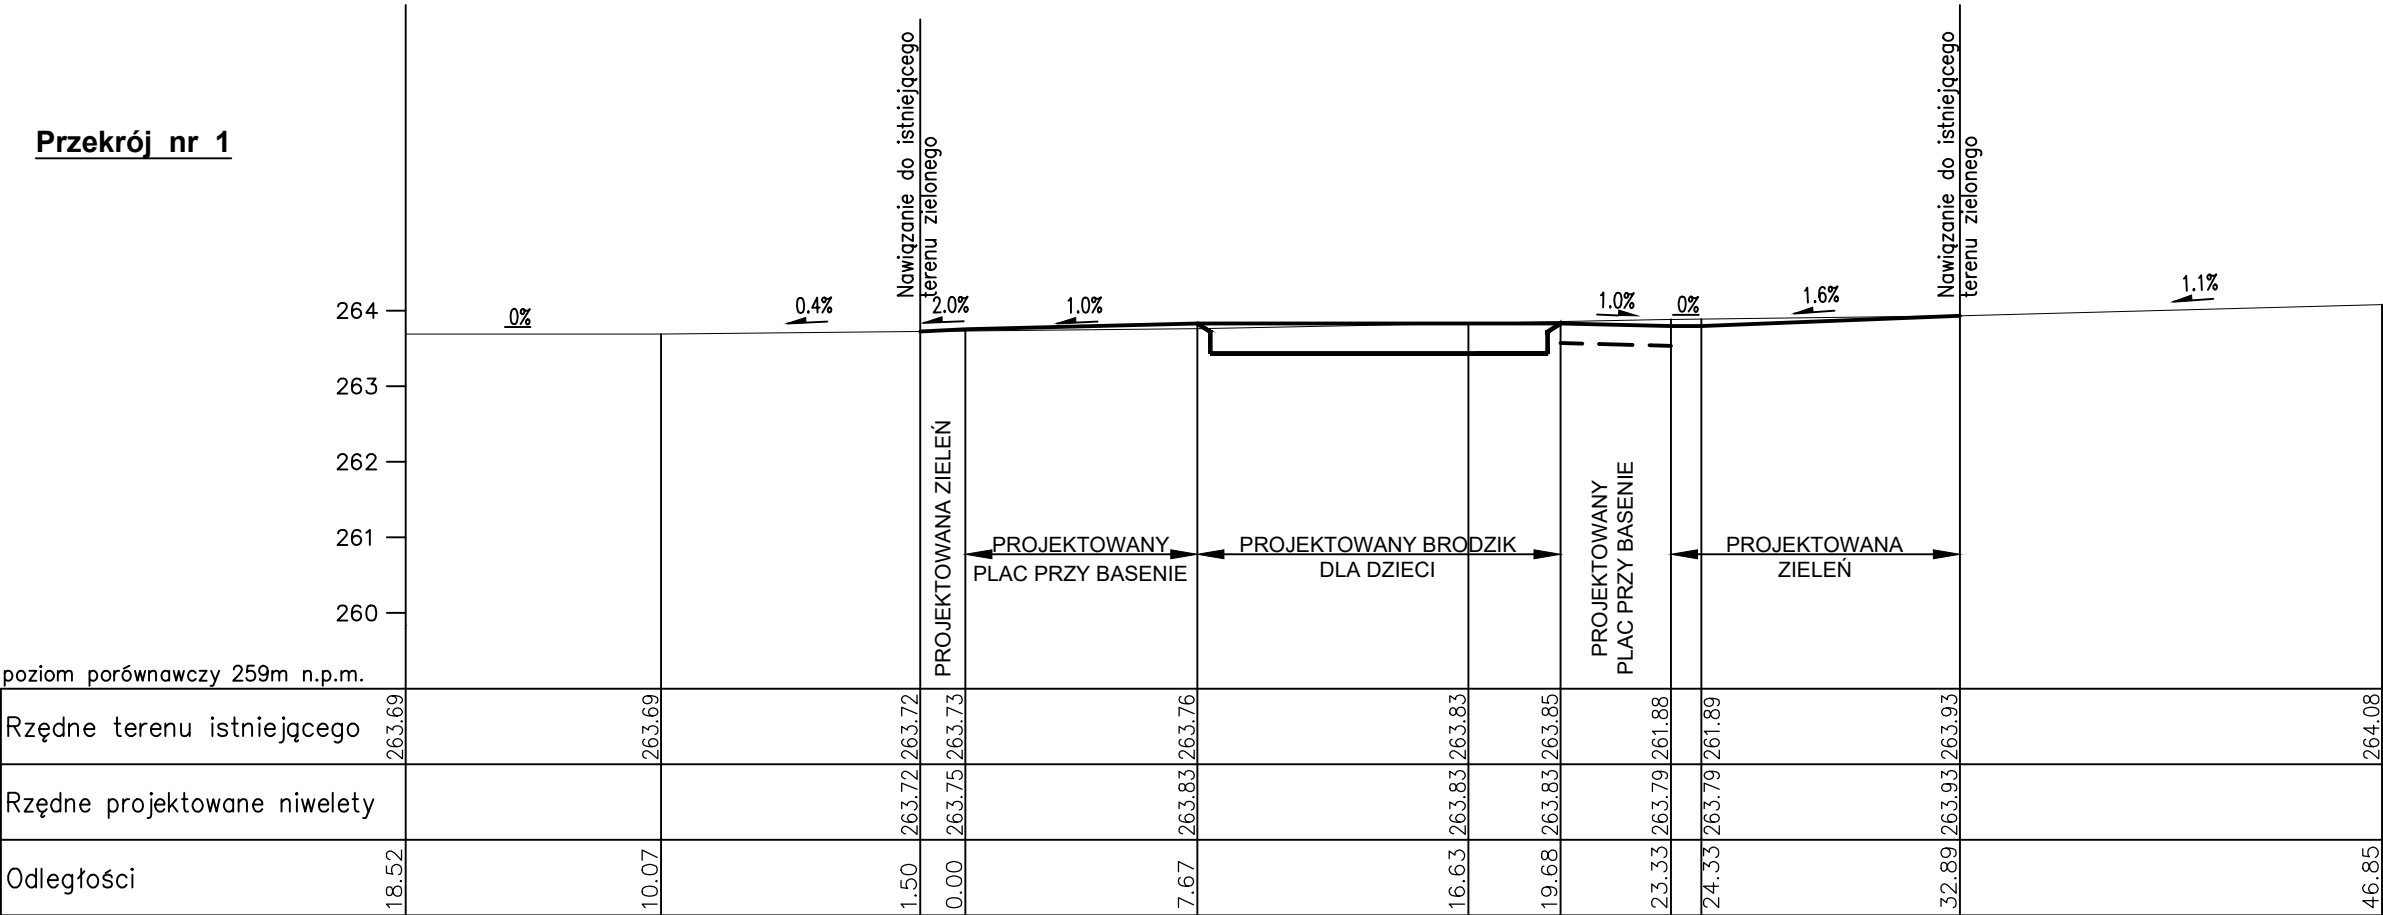 Przekrój nr 1
Nawiązanie do istniejącego
terenu zielonego
Nawiązanie do istniejącego
terenu zielonego
0%
0.4%
2.0%
1.0%
1.0%
0%
1.6%
1.1%
264
263
262
261
260
PROJEKTOWANA ZIELEŃ
PROJEKTOWANY
PLAC PRZY BASENIE
PROJEKTOWANY BRODZIK
DLA DZIECI
PROJEKTOWANY
PLAC PRZY BASENIE
PROJEKTOWANA
ZIELEŃ
poziom porównawczy 259m n.p.m.
Rzędne terenu istniejącego 263.69 263.69 263.72 263.73 263.76 263.83 263.85 261.88 261.89 263.93 264.08
Rzędne projektowane niwelety 263.72 263.75 263.83 263.83 263.83 263.79 263.79 263.93
Odległości 18.52 10.07 1.50 0.00 7.67 16.63 19.68 23.33 24.33 32.89 46.85